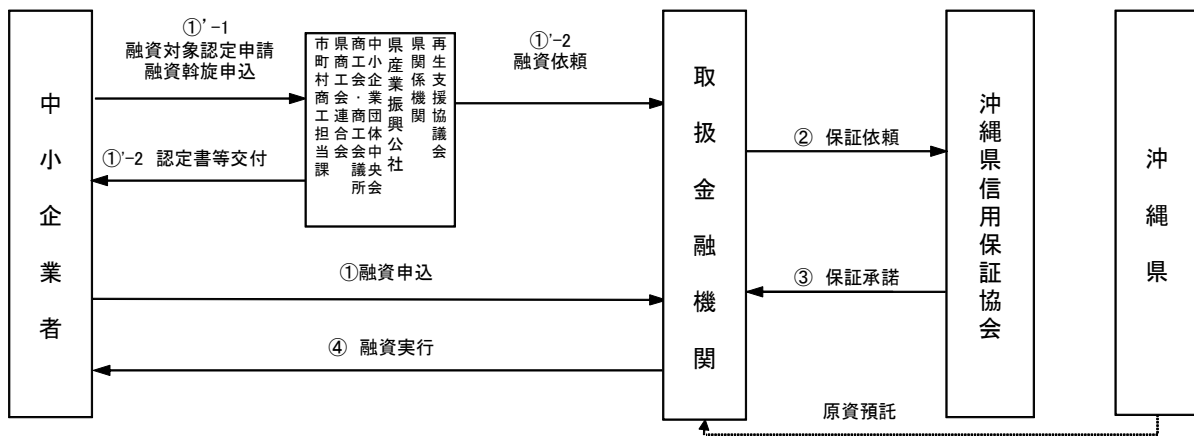 中小企業者
①'-1
融資対象認定申請
融資斡旋申込
①'-2 認定書等交付
再生支援協議会
県関係機関
県産業振興公社
中小企業団体中央会
商工会・商工会議所
県商工会連合会
市町村商工担当課
①'-2
融資依頼
①融資申込
④ 融資実行
取扱金融機関
② 保証依頼
③ 保証承諾
沖縄県信用保証協会
沖縄県
原資預託